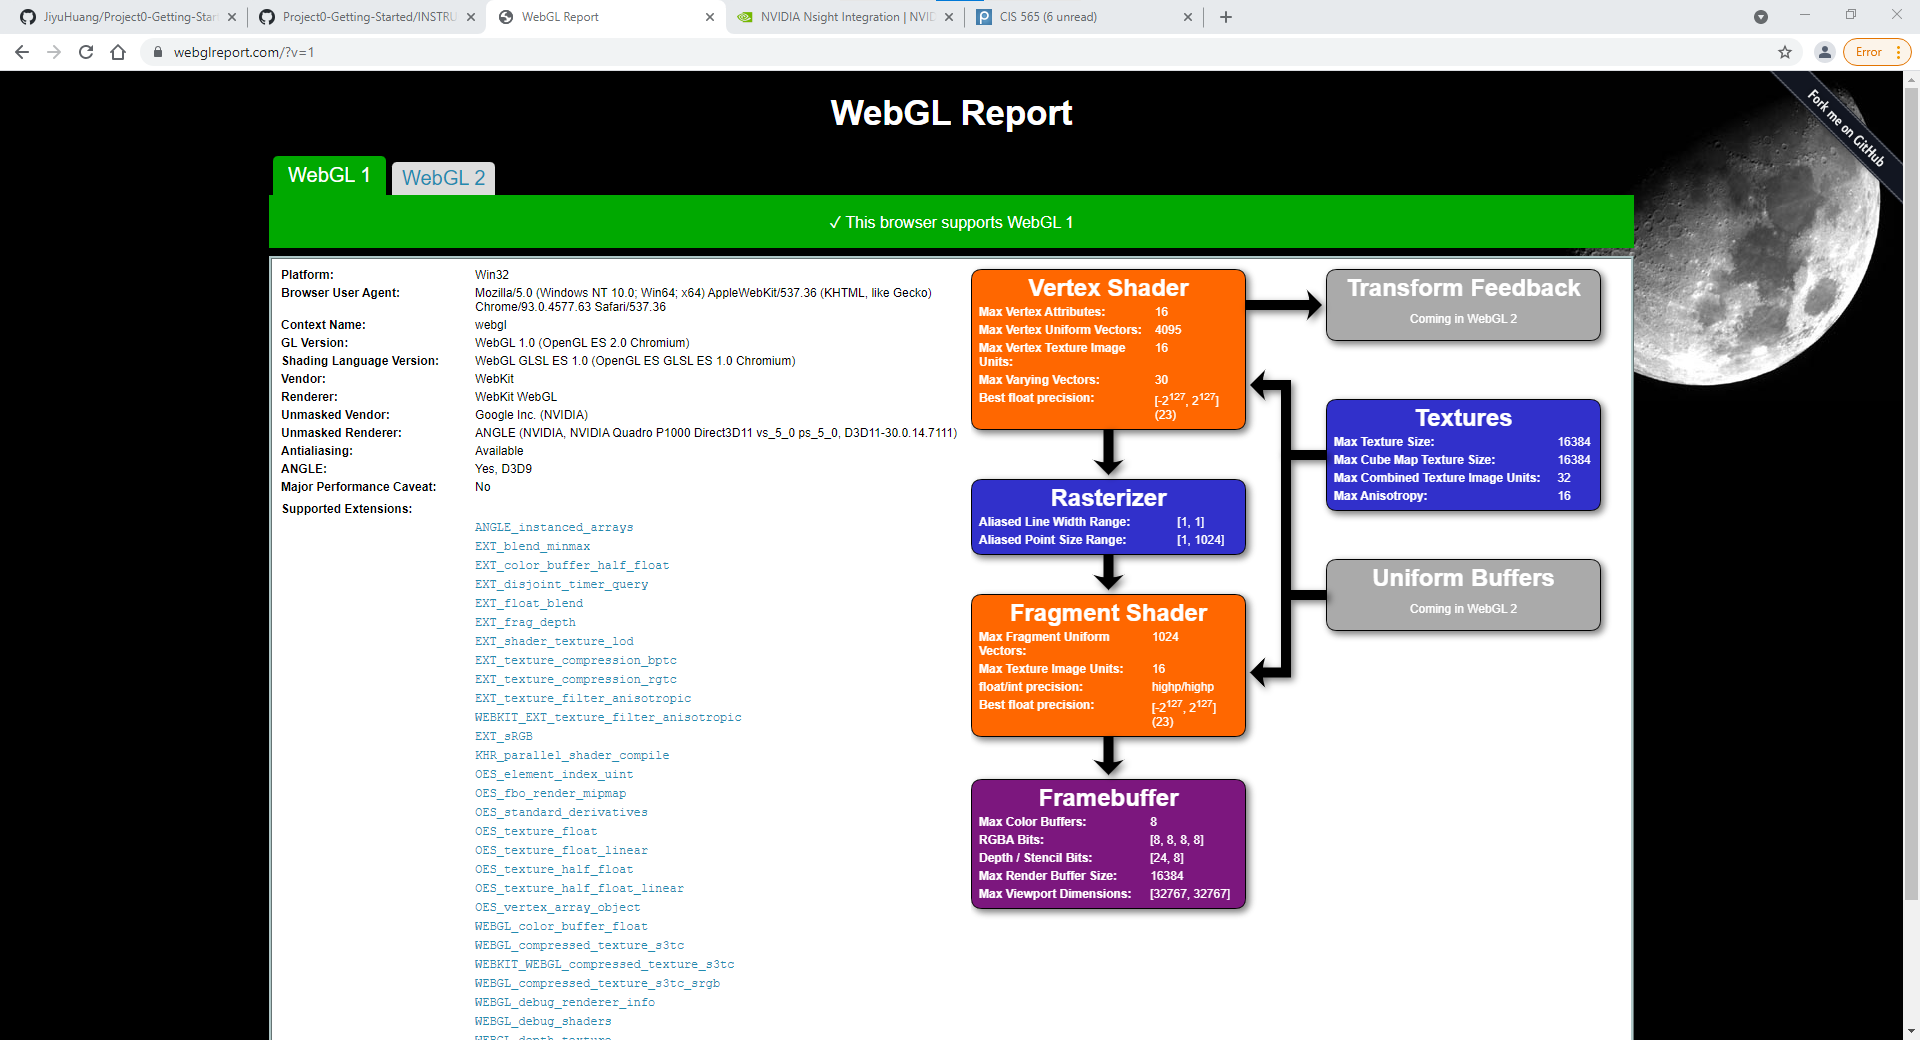 JiyuHuang/Project0-Getting-Star
Project0-Getting-Started/INSTRU
WebGL Report
NVIDIA Nsight Integration | NVID
CIS 565 (6 unread)
webglreport.com/?v=1
Error
WebGL Report
Fork me on GitHub
WebGL 1
WebGL 2
✓ This browser supports WebGL 1
Platform: Win32
Browser User Agent: Mozilla/5.0 (Windows NT 10.0; Win64; x64) AppleWebKit/537.36 (KHTML, like Gecko)
Chrome/93.0.4577.63 Safari/537.36
Context Name: webgl
GL Version: WebGL 1.0 (OpenGL ES 2.0 Chromium)
Shading Language Version: WebGL GLSL ES 1.0 (OpenGL ES GLSL ES 1.0 Chromium)
Vendor: WebKit
Renderer: WebKit WebGL
Unmasked Vendor: Google Inc. (NVIDIA)
Unmasked Renderer: ANGLE (NVIDIA, NVIDIA Quadro P1000 Direct3D11 vs_5_0 ps_5_0, D3D11-30.0.14.7111)
Antialiasing: Available
ANGLE: Yes, D3D9
Major Performance Caveat: No
Supported Extensions:
ANGLE_instanced_arrays
EXT_blend_minmax
EXT_color_buffer_half_float
EXT_disjoint_timer_query
EXT_float_blend
EXT_frag_depth
EXT_shader_texture_lod
EXT_texture_compression_bptc
EXT_texture_compression_rgtc
EXT_texture_filter_anisotropic
WEBKIT_EXT_texture_filter_anisotropic
EXT_sRGB
KHR_parallel_shader_compile
OES_element_index_uint
OES_fbo_render_mipmap
OES_standard_derivatives
OES_texture_float
OES_texture_float_linear
OES_texture_half_float
OES_texture_half_float_linear
OES_vertex_array_object
WEBGL_color_buffer_float
WEBGL_compressed_texture_s3tc
WEBKIT_WEBGL_compressed_texture_s3tc
WEBGL_compressed_texture_s3tc_srgb
WEBGL_debug_renderer_info
WEBGL_debug_shaders
WEBGL_depth_texture
Vertex Shader
Max Vertex Attributes: 16
Max Vertex Uniform Vectors: 4095
Max Vertex Texture Image 16
Units:
Max Varying Vectors: 30
Best float precision: [-2^127, 2^127]
(23)
Transform Feedback
Coming in WebGL 2
Textures
Max Texture Size: 16384
Max Cube Map Texture Size: 16384
Max Combined Texture Image Units: 32
Max Anisotropy: 16
Rasterizer
Aliased Line Width Range: [1, 1]
Aliased Point Size Range: [1, 1024]
Uniform Buffers
Coming in WebGL 2
Fragment Shader
Max Fragment Uniform 1024
Vectors:
Max Texture Image Units: 16
float/int precision: highp/highp
Best float precision: [-2^127, 2^127]
(23)
Framebuffer
Max Color Buffers: 8
RGBA Bits: [8, 8, 8, 8]
Depth / Stencil Bits: [24, 8]
Max Render Buffer Size: 16384
Max Viewport Dimensions: [32767, 32767]